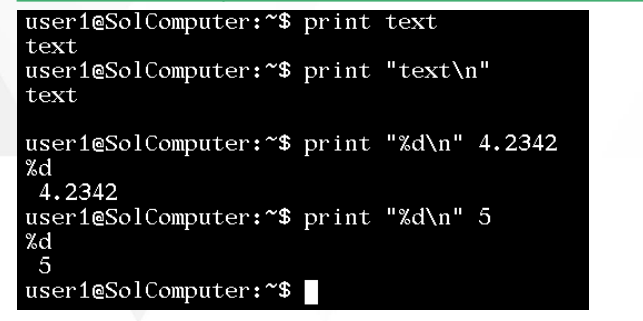 user1@SolComputer:~$ print text
text
user1@SolComputer:~$ print "text\n"
text
user1@SolComputer:~$ print "%d\n" 4.2342
%d
 4.2342
user1@SolComputer:~$ print "%d\n" 5
%d
 5
user1@SolComputer:~$